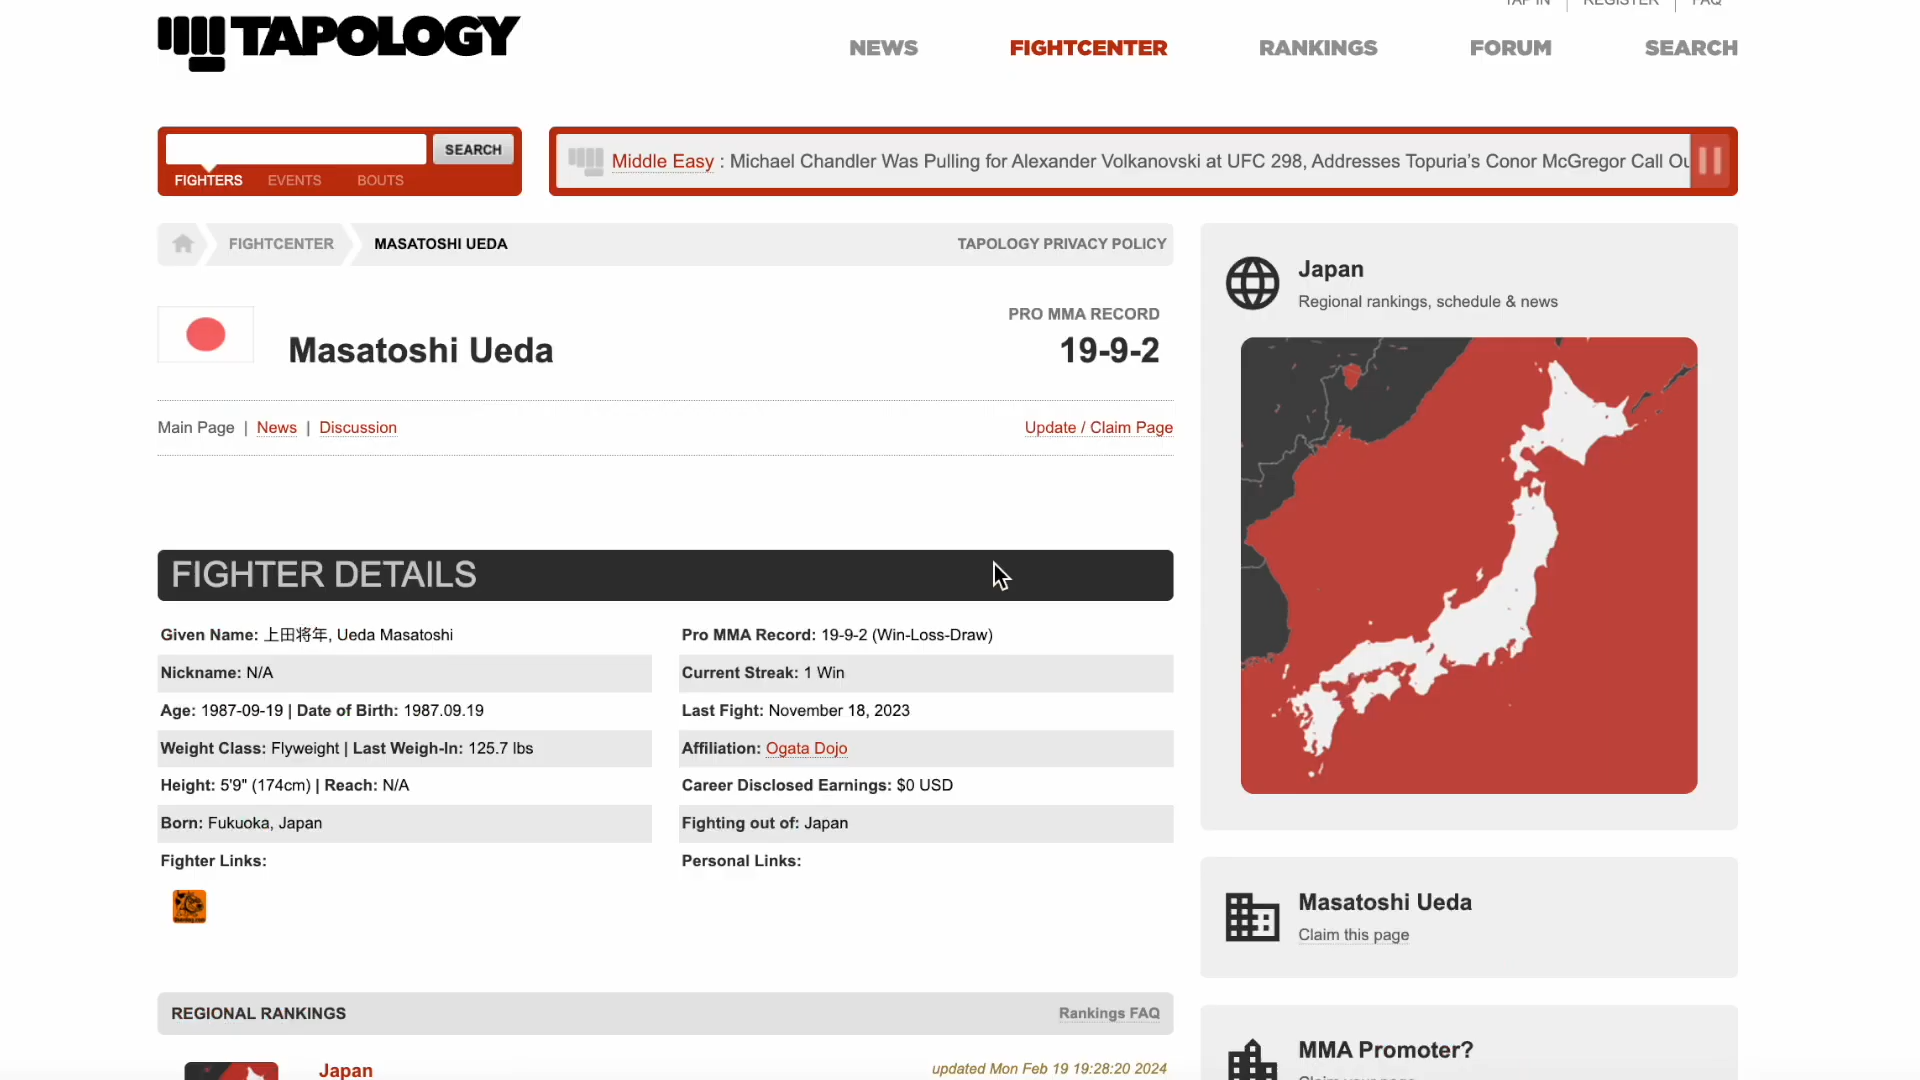 TAP IN | REGISTER | FAQ
TAPOLOGY
NEWS FIGHTCENTER RANKINGS FORUM SEARCH
SEARCH
FIGHTERS EVENTS BOUTS
Middle Easy : Michael Chandler Was Pulling for Alexander Volkanovski at UFC 298, Addresses Topuria's Conor McGregor Call Ou
FIGHTCENTER MASATOSHI UEDA TAPOLOGY PRIVACY POLICY
Masatoshi Ueda
PRO MMA RECORD
19-9-2
Main Page | News | Discussion
Update / Claim Page
FIGHTER DETAILS
Given Name: 上田将年, Ueda Masatoshi
Pro MMA Record: 19-9-2 (Win-Loss-Draw)
Nickname: N/A
Current Streak: 1 Win
Age: 1987-09-19 | Date of Birth: 1987.09.19
Last Fight: November 18, 2023
Weight Class: Flyweight | Last Weigh-In: 125.7 lbs
Affiliation: Ogata Dojo
Height: 5'9" (174cm) | Reach: N/A
Career Disclosed Earnings: $0 USD
Born: Fukuoka, Japan
Fighting out of: Japan
Fighter Links:
Personal Links:
REGIONAL RANKINGS
Rankings FAQ
Japan
updated Mon Feb 19 19:28:20 2024
Japan
Regional rankings, schedule & news
Masatoshi Ueda
Claim this page
MMA Promoter?